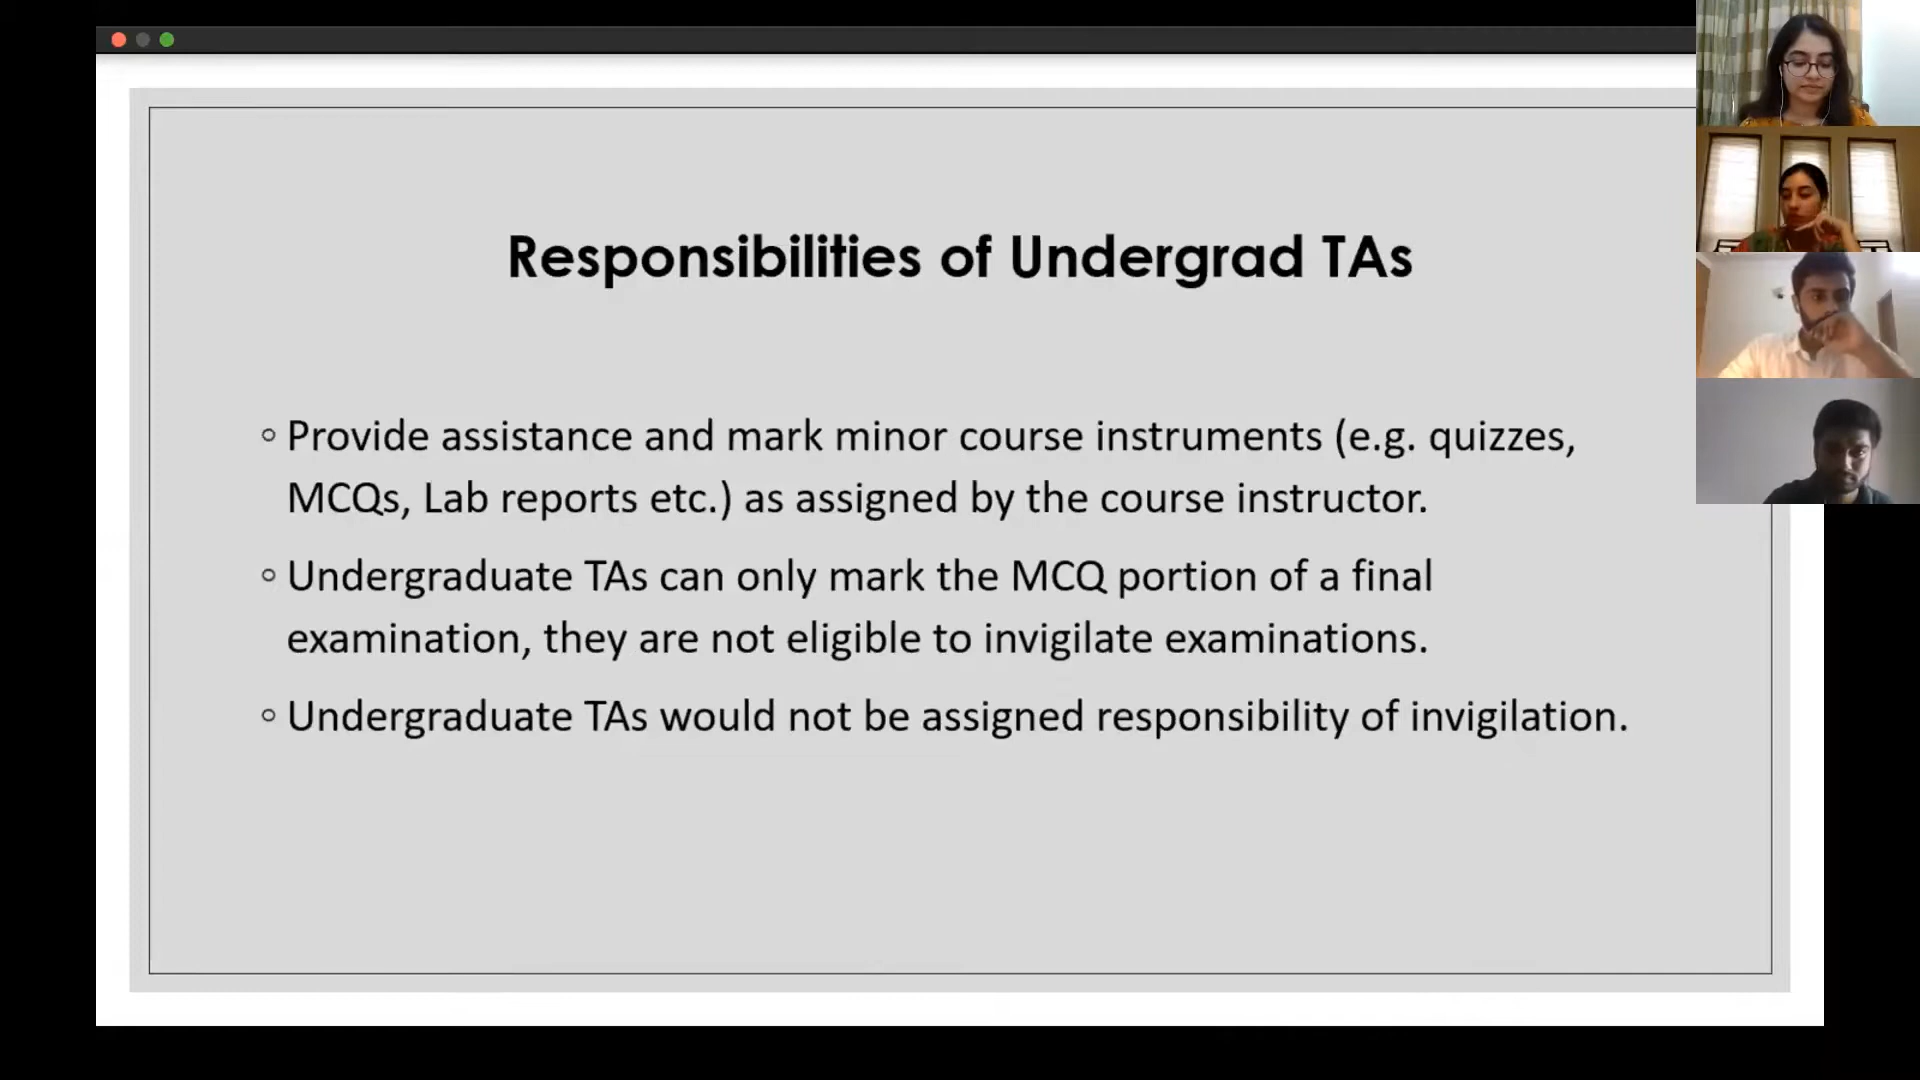 Responsibilities of Undergrad TAs
◦ Provide assistance and mark minor course instruments (e.g. quizzes,
MCQs, Lab reports etc.) as assigned by the course instructor.
◦ Undergraduate TAs can only mark the MCQ portion of a final
examination, they are not eligible to invigilate examinations.
◦ Undergraduate TAs would not be assigned responsibility of invigilation.